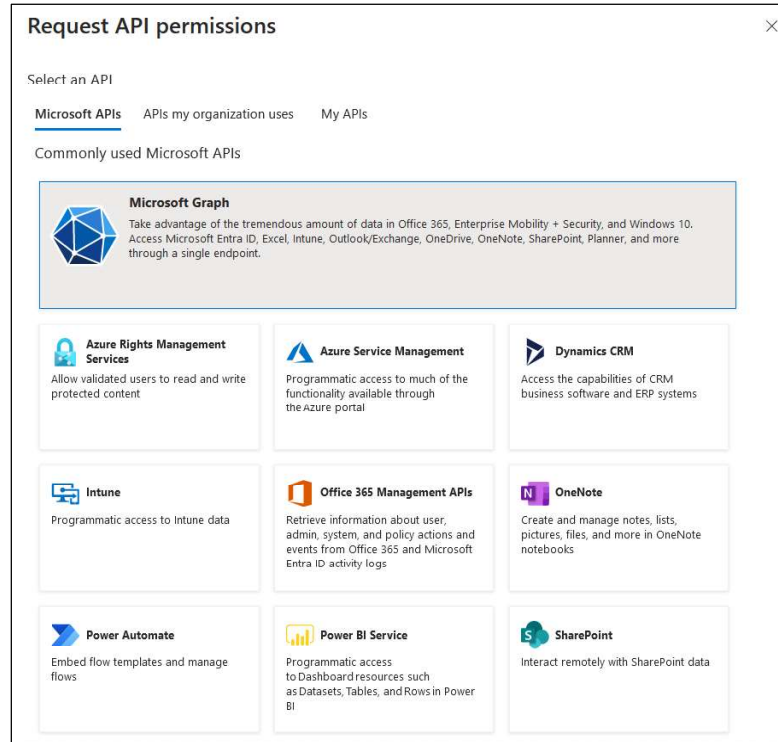 Request API permissions
Select an API
Microsoft APIs APIs my organization uses My APIs
Commonly used Microsoft APIs
Microsoft Graph
Take advantage of the tremendous amount of data in Office 365, Enterprise Mobility + Security, and Windows 10.
Access Microsoft Entra ID, Excel, Intune, Outlook/Exchange, OneDrive, OneNote, SharePoint, Planner, and more
through a single endpoint.
Azure Rights Management
Services
Allow validated users to read and write
protected content
Azure Service Management
Programmatic access to much of the
functionality available through
the Azure portal
Dynamics CRM
Access the capabilities of CRM
business software and ERP systems
Intune
Programmatic access to Intune data
Office 365 Management APIs
Retrieve information about user,
admin, system, and policy actions and
events from Office 365 and Microsoft
Entra ID activity logs
N OneNote
Create and manage notes, lists,
pictures, files, and more in OneNote
notebooks
Power Automate
Embed flow templates and manage
flows
Power BI Service
Programmatic access
to Dashboard resources such
as Datasets, Tables, and Rows in Power
BI
S SharePoint
Interact remotely with SharePoint data